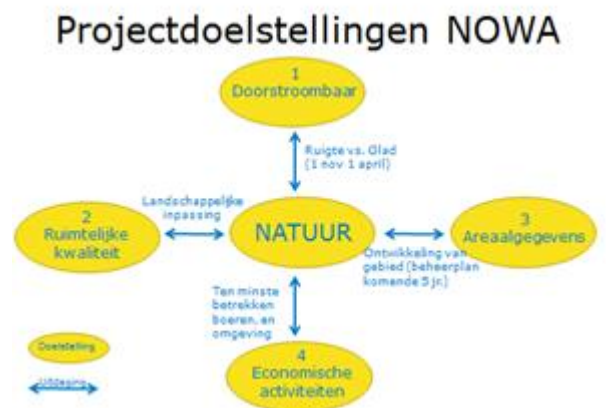 Projectdoelstellingen NOWA
1
Doorstroombaar
Ruigte vs. Glad
(1 nov 1 april)
Landschappelijke
inpassing
2
Ruimtelijke
kwaliteit
NATUUR
3
Areaalgegevens
Ontwikkeling van
gebied (beheerplan
komende 5 jr.)
Ten minste
betrekken
boeren, en
omgeving
4
Economische
activiteiten
Doelstelling
Uitdaging